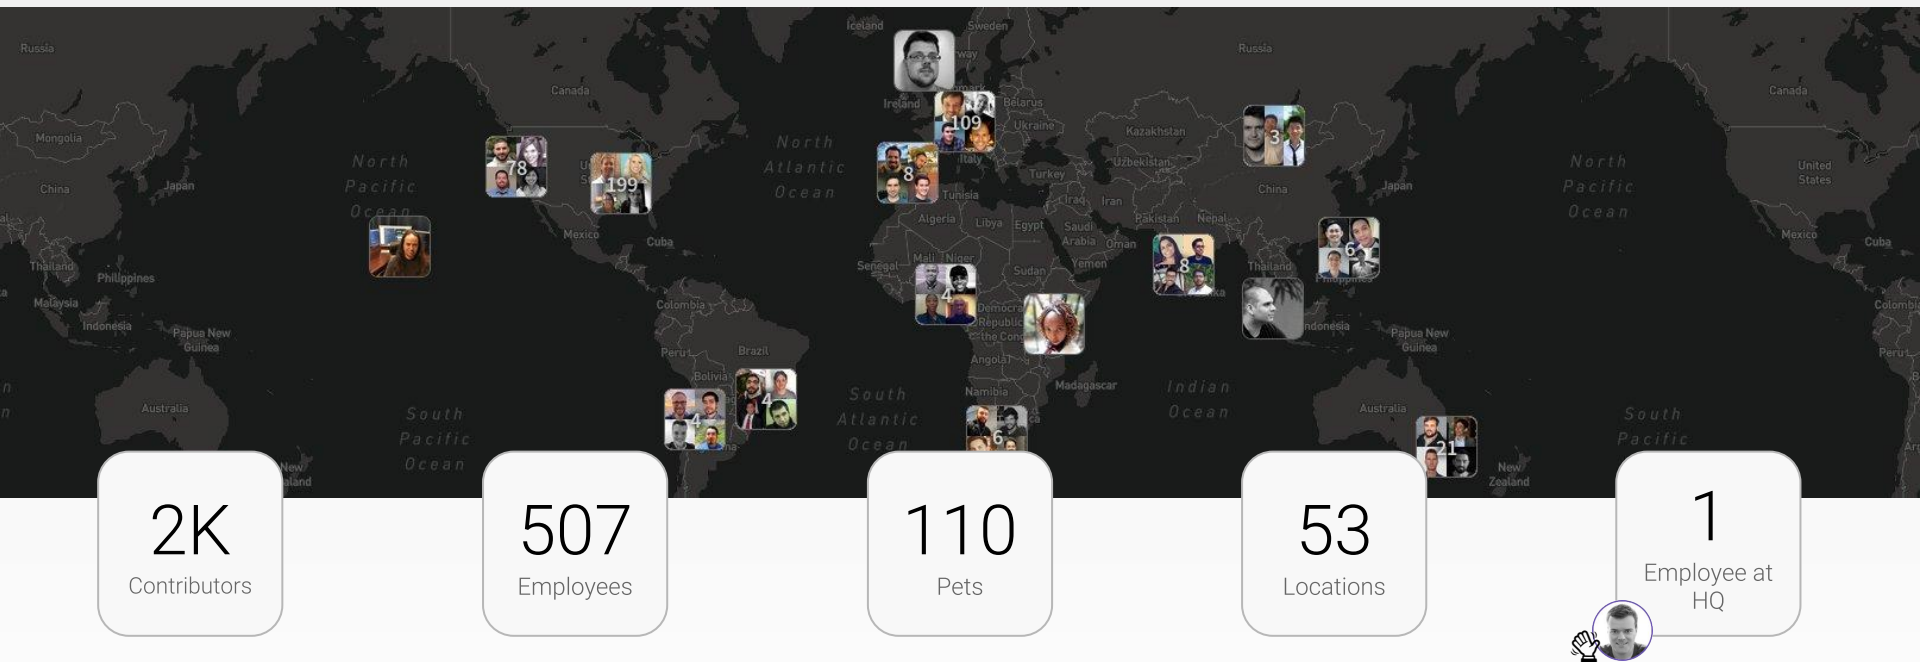 Iceland
Sweden
Russia
Russia
Canada
Canada
Ireland
Belarus
Ukraine
Kazakhstan
Mongolia
109
3
North
Pacific
Ocean
North
Atlantic
Ocean
North
Pacific
Ocean
78
199
8
Italy
Uzbekistan
Turkey
United
States
China
Japan
Tunisia
China
Japan
Algeria
Libya
Egypt
Iraq
Iran
Pakistan
Nepal
Saudi
Arabia
Oman
Mexico
Cuba
6
Mexico
Cuba
Thailand
Philippines
Senegal
Mali
Niger
Sudan
Yemen
8
Thailand
Philippines
4
Malaysia
Colombia
Indonesia
Papua New
Guinea
Peru
Brazil
Bolivia
Angola
Papua New
Guinea
Namibia
Madagascar
Indian
Ocean
Australia
Australia
South
Pacific
Ocean
4
4
South
Atlantic
Ocean
6
21
South
Pacific
New
New
Zealand
2K
Contributors
507
Employees
110
Pets
53
Locations
1
Employee at
HQ